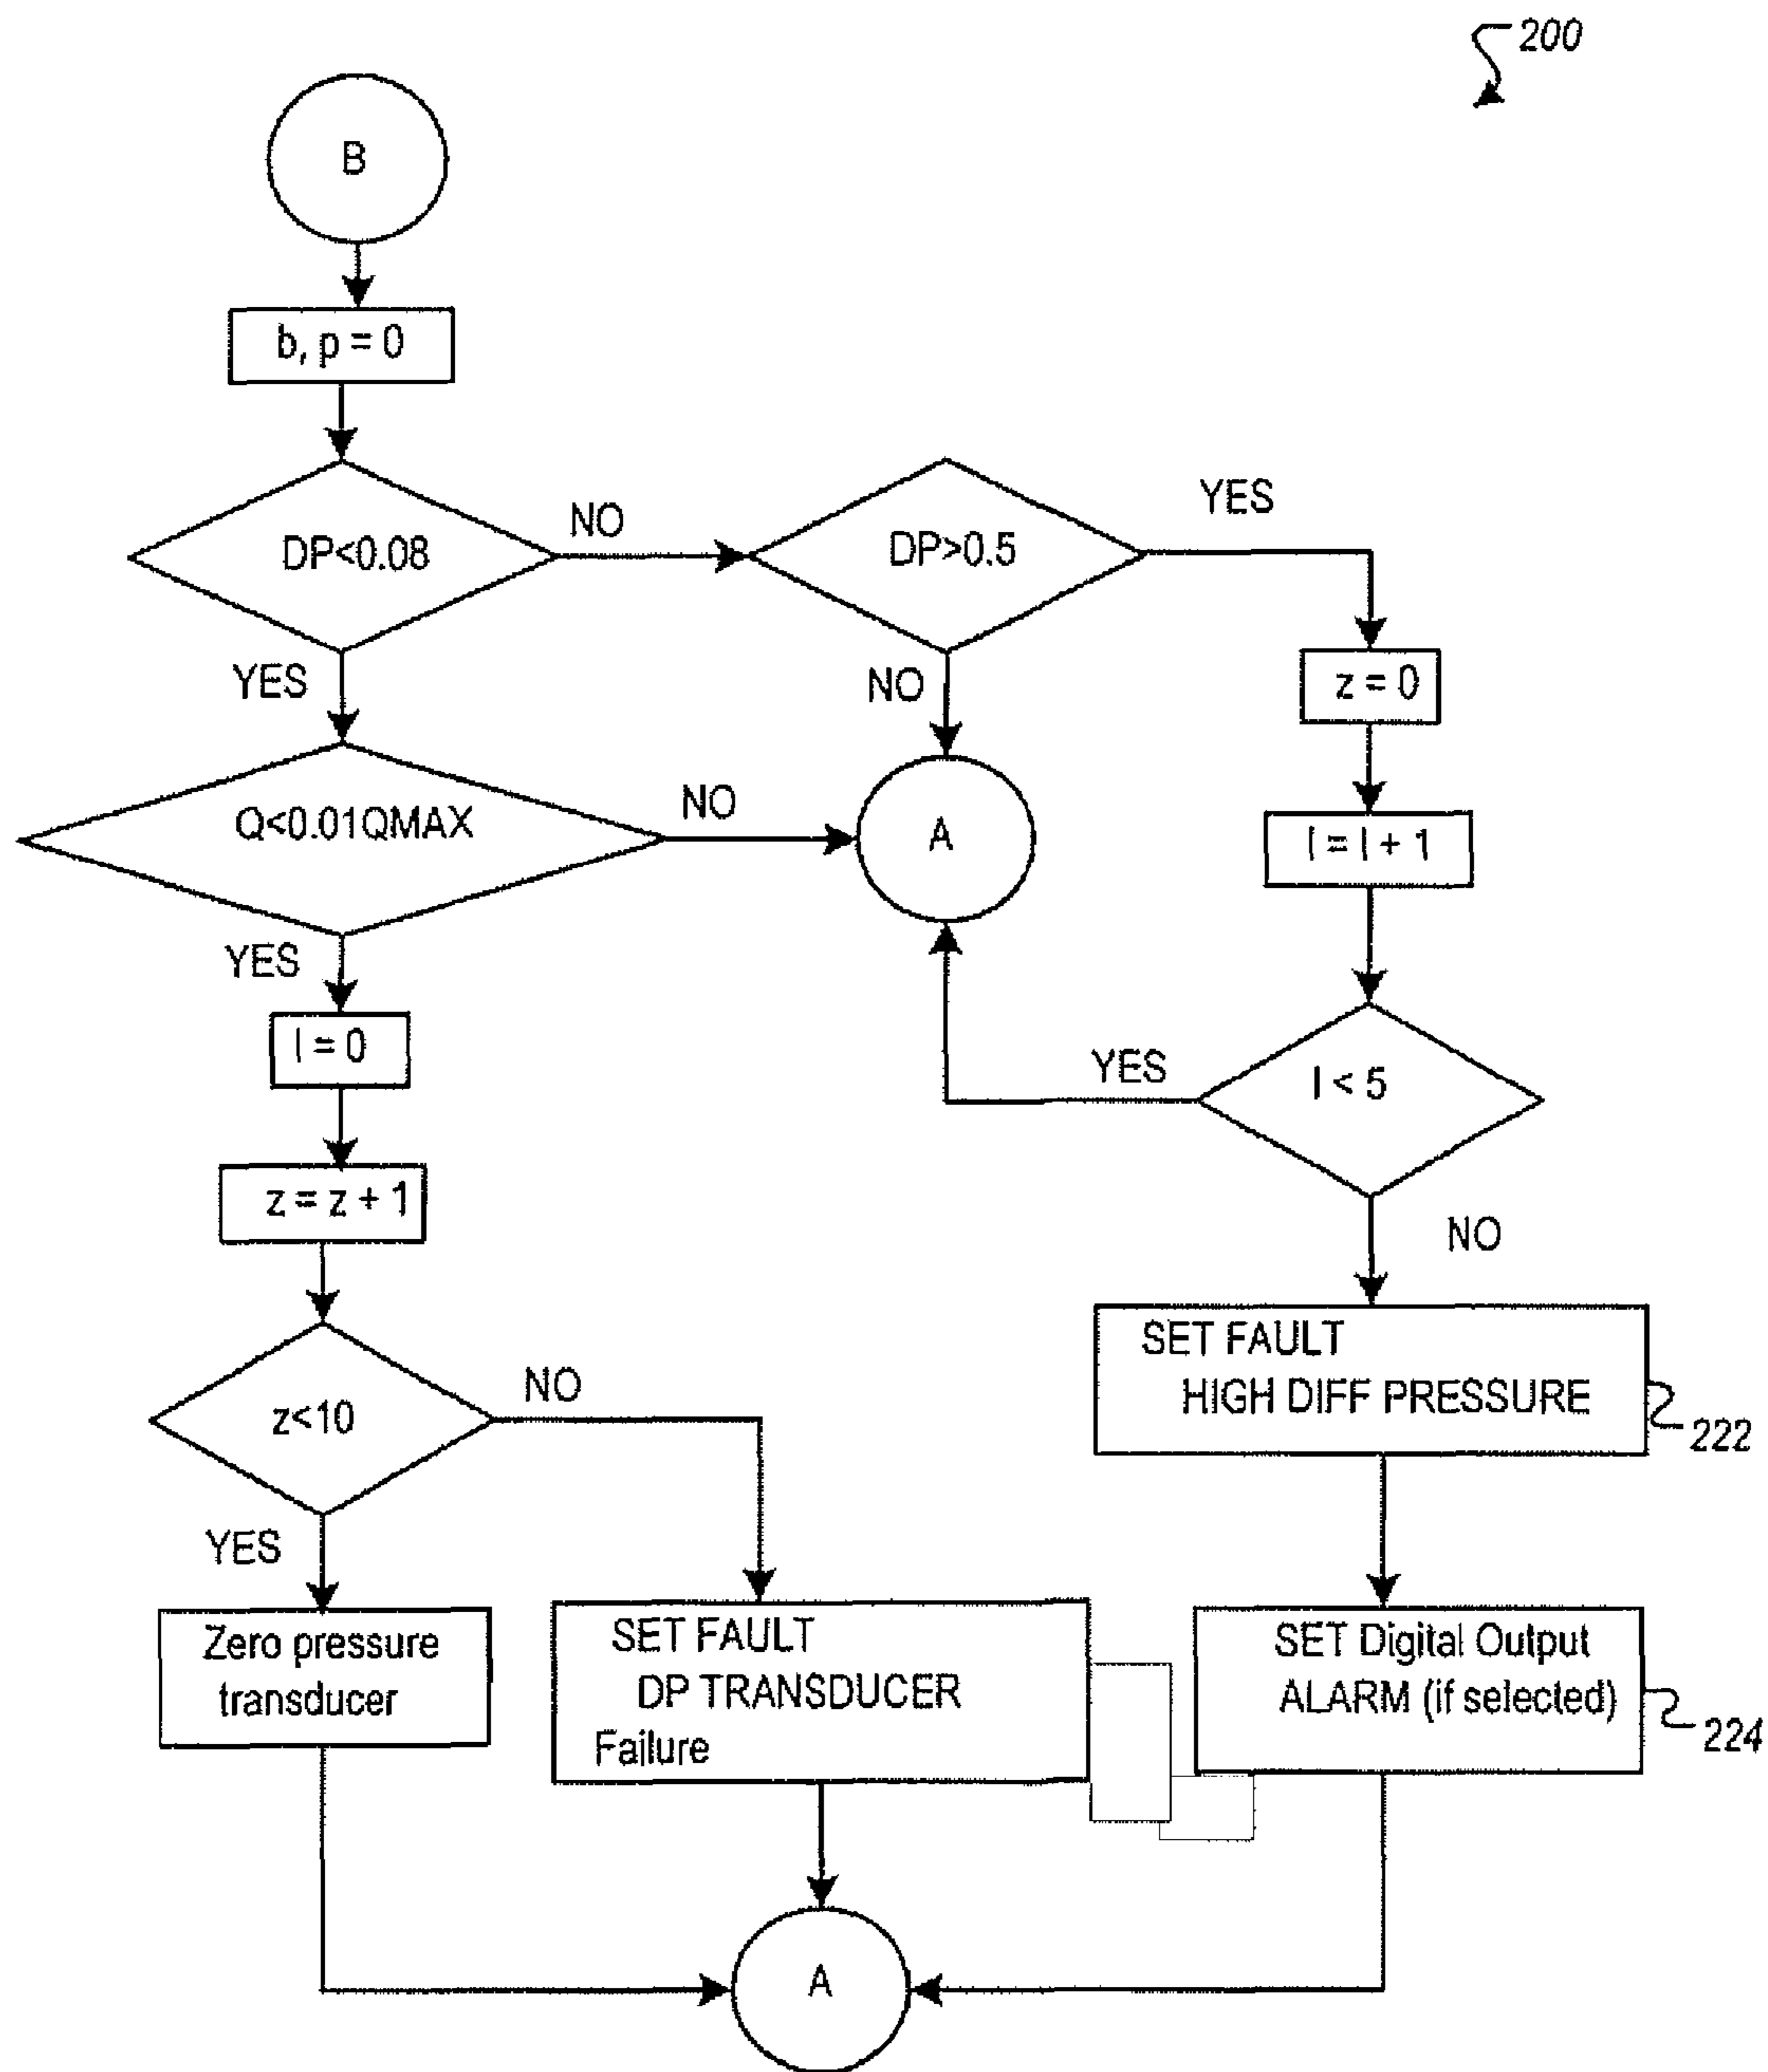 200
B
b, p = 0
DP<0.08
NO
DP>0.5
YES
YES
NO
z = 0
Q<0.01QMAX
NO
A
l = l + 1
YES
l = 0
YES
l < 5
z = z + 1
NO
SET FAULT
HIGH DIFF PRESSURE
222
z<10
NO
YES
Zero pressure
transducer
SET FAULT
DP TRANSDUCER
Failure
SET Digital Output
ALARM (if selected)
224
A